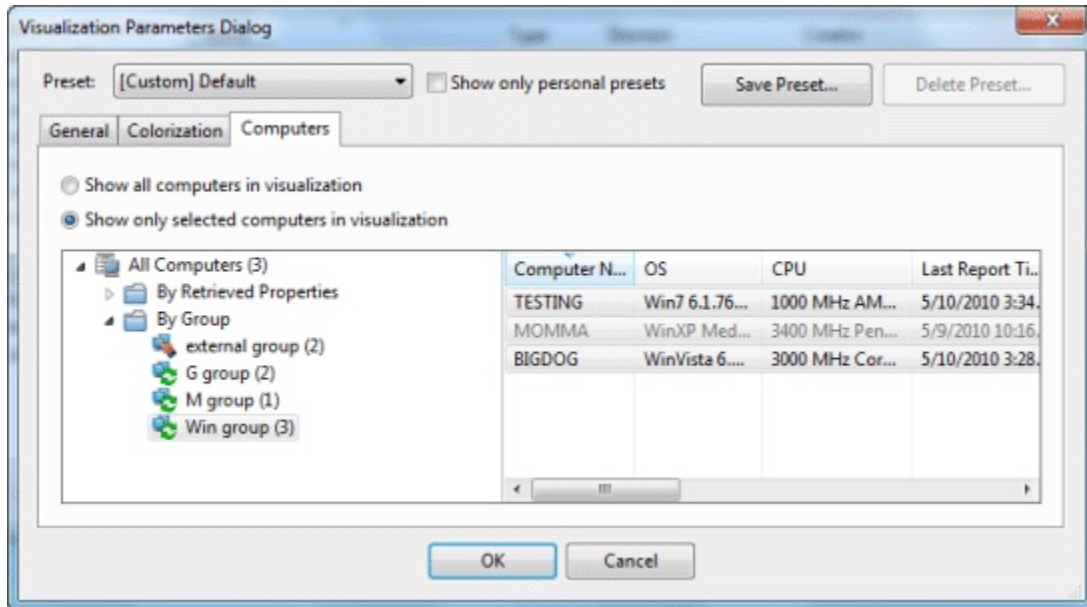 Visualization Parameters Dialog
Preset: [Custom] Default Show only personal presets Save Preset... Delete Preset...
General Colorization Computers
Show all computers in visualization
Show only selected computers in visualization
All Computers (3)
By Retrieved Properties
By Group
external group (2)
G group (2)
M group (1)
Win group (3)
Computer N... OS CPU Last Report Ti..
TESTING Win7 6.1.76... 1000 MHz AM... 5/10/2010 3:34.
MOMMA WinXP Med... 3400 MHz Pen... 5/9/2010 10:16.
BIGDOG WinVista 6.... 3000 MHz Cor... 5/10/2010 3:28.
OK Cancel